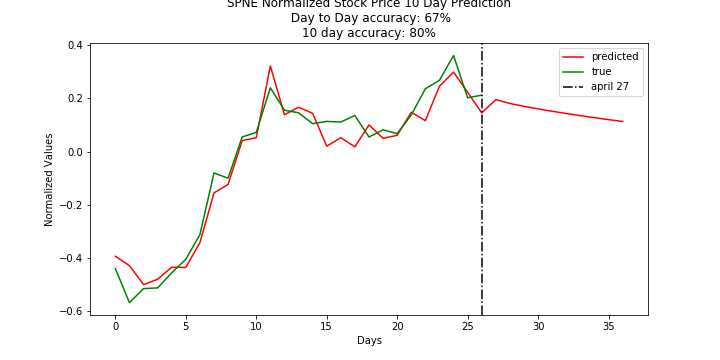 SPNE Normalized Stock Price 10 Day Prediction
Day to Day accuracy: 67%
10 day accuracy: 80%
0.4
0.2
0.0
−0.2
−0.4
−0.6
Normalized Values
predicted
true
april 27
0
5
10
15
20
25
30
35
Days